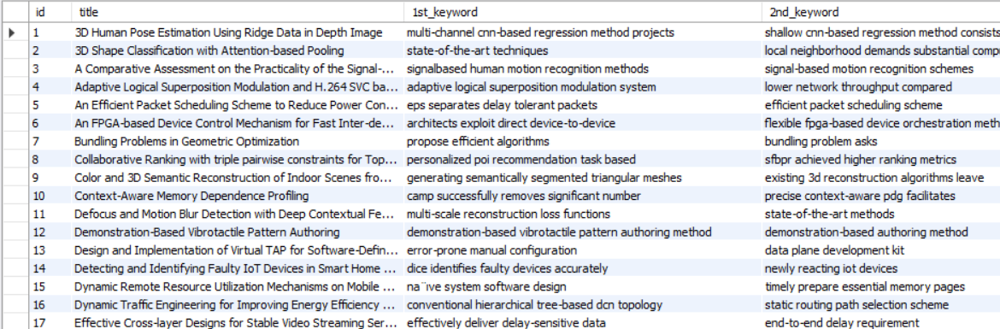 id title 1st_keyword 2nd_keyword
1 3D Human Pose Estimation Using Ridge Data in Depth Image multi-channel cnn-based regression method projects shallow cnn-based regression method consists
2 3D Shape Classification with Attention-based Pooling state-of-the-art techniques local neighborhood demands substantial comp
3 A Comparative Assessment on the Practicality of the Signal-... signalbased human motion recognition methods signal-based motion recognition schemes
4 Adaptive Logical Superposition Modulation and H.264 SVC ba... adaptive logical superposition modulation system lower network throughput compared
5 An Efficient Packet Scheduling Scheme to Reduce Power Con... eps separates delay tolerant packets efficient packet scheduling scheme
6 An FPGA-based Device Control Mechanism for Fast Inter-de... architects exploit direct device-to-device flexible fpga-based device orchestration meth
7 Bundling Problems in Geometric Optimization propose efficient algorithms bundling problem asks
8 Collaborative Ranking with triple pairwise constraints for Top... personalized poi recommendation task based sfbpr achieved higher ranking metrics
9 Color and 3D Semantic Reconstruction of Indoor Scenes fro... generating semantically segmented triangular meshes existing 3d reconstruction algorithms leave
10 Context-Aware Memory Dependence Profiling camp successfully removes significant number precise context-aware pdg facilitates
11 Defocus and Motion Blur Detection with Deep Contextual Fe... multi-scale reconstruction loss functions state-of-the-art methods
12 Demonstration-Based Vibrotactile Pattern Authoring demonstration-based vibrotactile pattern authoring method demonstration-based authoring method
13 Design and Implementation of Virtual TAP for Software-Defin... error-prone manual configuration data plane development kit
14 Detecting and Identifying Faulty IoT Devices in Smart Home ... dice identifies faulty devices accurately newly reacting iot devices
15 Dynamic Remote Resource Utilization Mechanisms on Mobile ... na¨ive system software design timely prepare essential memory pages
16 Dynamic Traffic Engineering for Improving Energy Efficiency ... conventional hierarchical tree-based dcn topology static routing path selection scheme
17 Effective Cross-layer Designs for Stable Video Streaming Ser... effectively deliver delay-sensitive data end-to-end delay requirement